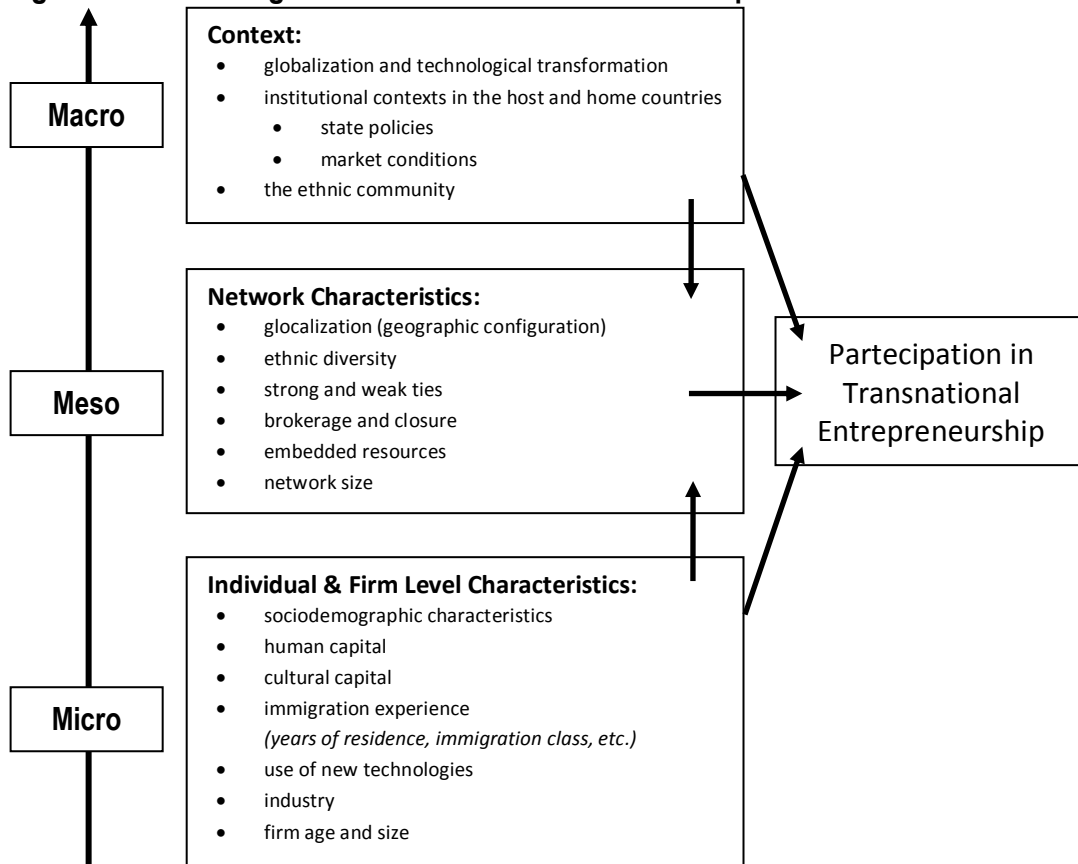 Context:
• globalization and technological transformation
• institutional contexts in the host and home countries
• state policies
• market conditions
• the ethnic community
Macro
Network Characteristics:
• glocalization (geographic configuration)
• ethnic diversity
• strong and weak ties
• brokerage and closure
• embedded resources
• network size
Meso
Partecipation in
Transnational
Entrepreneurship
Individual & Firm Level Characteristics:
• sociodemographic characteristics
• human capital
• cultural capital
• immigration experience
(years of residence, immigration class, etc.)
• use of new technologies
• industry
• firm age and size
Micro